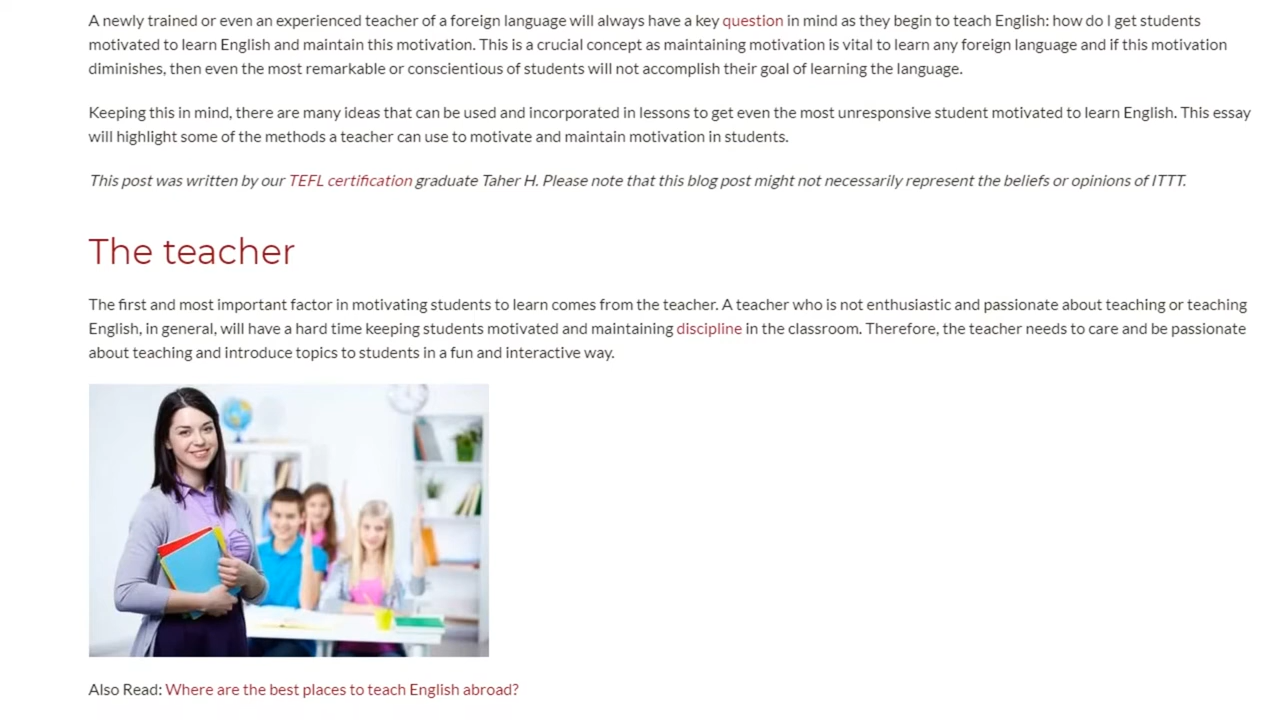 A newly trained or even an experienced teacher of a foreign language will always have a key question in mind as they begin to teach English: how do I get students
motivated to learn English and maintain this motivation. This is a crucial concept as maintaining motivation is vital to learn any foreign language and if this motivation
diminishes, then even the most remarkable or conscientious of students will not accomplish their goal of learning the language.
Keeping this in mind, there are many ideas that can be used and incorporated in lessons to get even the most unresponsive student motivated to learn English. This essay
will highlight some of the methods a teacher can use to motivate and maintain motivation in students.
This post was written by our TEFL certification graduate Taher H. Please note that this blog post might not necessarily represent the beliefs or opinions of ITTT.
The teacher
The first and most important factor in motivating students to learn comes from the teacher. A teacher who is not enthusiastic and passionate about teaching or teaching
English, in general, will have a hard time keeping students motivated and maintaining discipline in the classroom. Therefore, the teacher needs to care and be passionate
about teaching and introduce topics to students in a fun and interactive way.
Also Read: Where are the best places to teach English abroad?